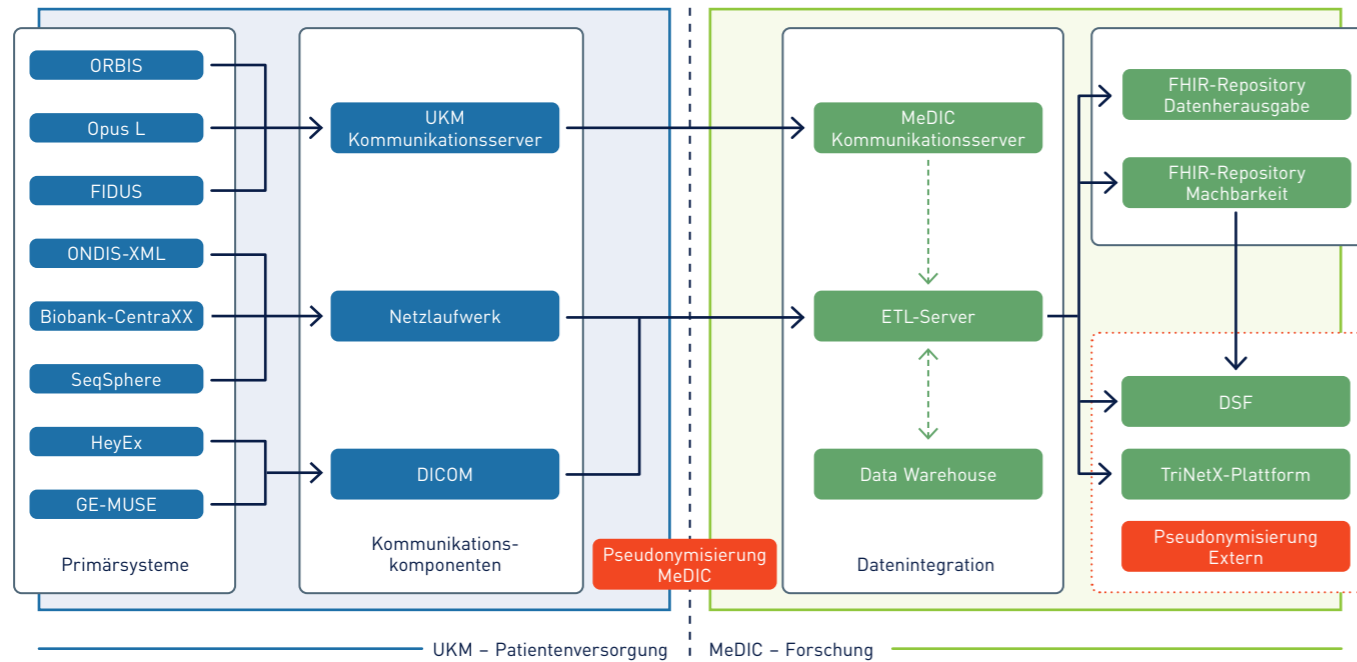 ORBIS
Opus L
FIDUS
ONDIS-XML
Biobank-CentraXX
SeqSphere
HeyEx
GE-MUSE
Primärsysteme
UKM
Kommunikationsserver
Netzlaufwerk
DICOM
Kommunikations-
komponenten
Pseudonymisierung
MeDIC
MeDIC
Kommunikationsserver
ETL-Server
Data Warehouse
Datenintegration
FHIR-Repository
Datenherausgabe
FHIR-Repository
Machbarkeit
DSF
TriNetX-Plattform
Pseudonymisierung
Extern
UKM – Patientenversorgung
MeDIC – Forschung